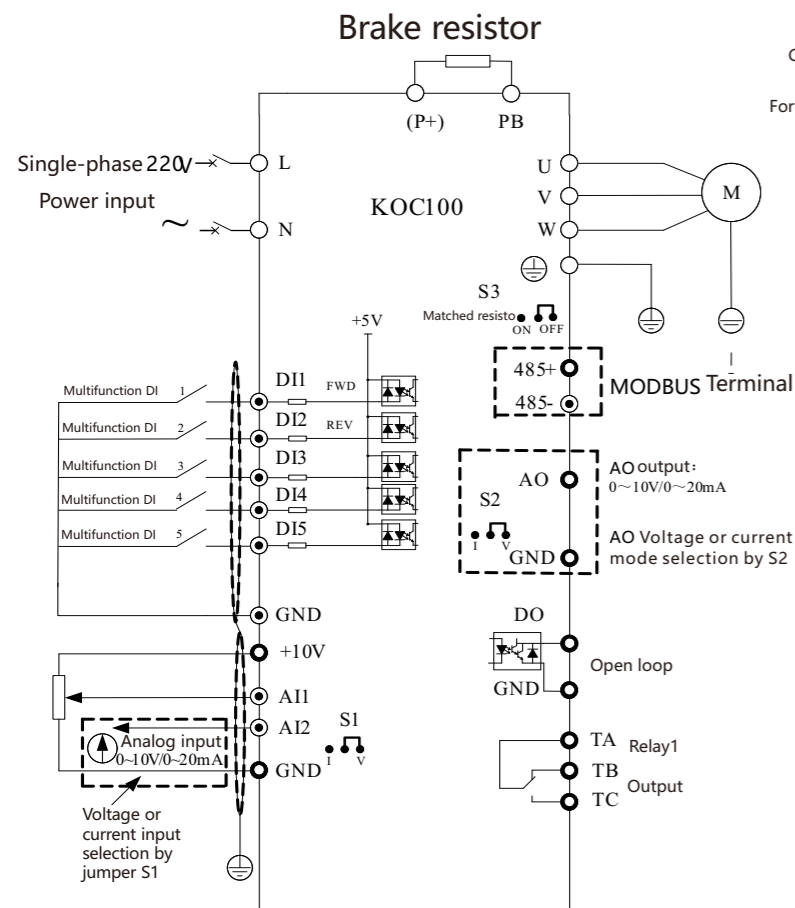 Brake resistor
(P+)
PB
C
For
Single-phase 220V
Power input
~
L
N
KOC100
U
V
W
M
S3
Matched resisto
ON OFF
+5V
485+
485-
MODBUS Terminal
Multifunction DI 1
DI1
FWD
Multifunction DI 2
DI2
REV
Multifunction DI 3
DI3
Multifunction DI 4
DI4
Multifunction DI 5
DI5
AO
S2
I V
GND
AO output:
0～10V/0～20mA
AO Voltage or current
mode selection by S2
GND
+10V
AI1
AI2
GND
S1
I V
Analog input
0~10V/0~20mA
Voltage or
current input
selection by
jumper S1
DO
GND
Open loop
TA
TB
TC
Relay1
Output